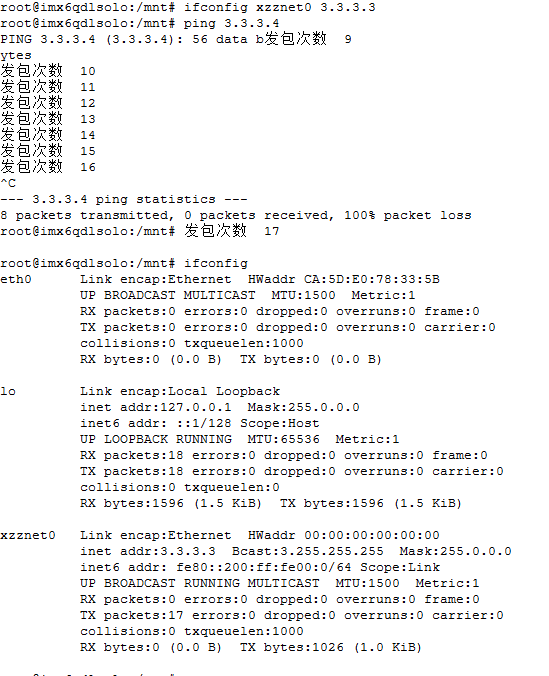 root@imx6qdlsolo:/mnt# ifconfig xzznet0 3.3.3.3
root@imx6qdlsolo:/mnt# ping 3.3.3.4
PING 3.3.3.4 (3.3.3.4): 56 data b发包次数  9
ytes
发包次数  10
发包次数  11
发包次数  12
发包次数  13
发包次数  14
发包次数  15
发包次数  16
^C
--- 3.3.3.4 ping statistics ---
8 packets transmitted, 0 packets received, 100% packet loss
root@imx6qdlsolo:/mnt# 发包次数  17
root@imx6qdlsolo:/mnt# ifconfig
eth0      Link encap:Ethernet  HWaddr CA:5D:E0:78:33:5B
          UP BROADCAST MULTICAST  MTU:1500  Metric:1
          RX packets:0 errors:0 dropped:0 overruns:0 frame:0
          TX packets:0 errors:0 dropped:0 overruns:0 carrier:0
          collisions:0 txqueuelen:1000
          RX bytes:0 (0.0 B)  TX bytes:0 (0.0 B)
lo        Link encap:Local Loopback
          inet addr:127.0.0.1  Mask:255.0.0.0
          inet6 addr: ::1/128 Scope:Host
          UP LOOPBACK RUNNING  MTU:65536  Metric:1
          RX packets:18 errors:0 dropped:0 overruns:0 frame:0
          TX packets:18 errors:0 dropped:0 overruns:0 carrier:0
          collisions:0 txqueuelen:0
          RX bytes:1596 (1.5 KiB)  TX bytes:1596 (1.5 KiB)
xzznet0   Link encap:Ethernet  HWaddr 00:00:00:00:00:00
          inet addr:3.3.3.3  Bcast:3.255.255.255  Mask:255.0.0.0
          inet6 addr: fe80::200:ff:fe00:0/64 Scope:Link
          UP BROADCAST RUNNING MULTICAST  MTU:1500  Metric:1
          RX packets:0 errors:0 dropped:0 overruns:0 frame:0
          TX packets:17 errors:0 dropped:0 overruns:0 carrier:0
          collisions:0 txqueuelen:1000
          RX bytes:0 (0.0 B)  TX bytes:1026 (1.0 KiB)